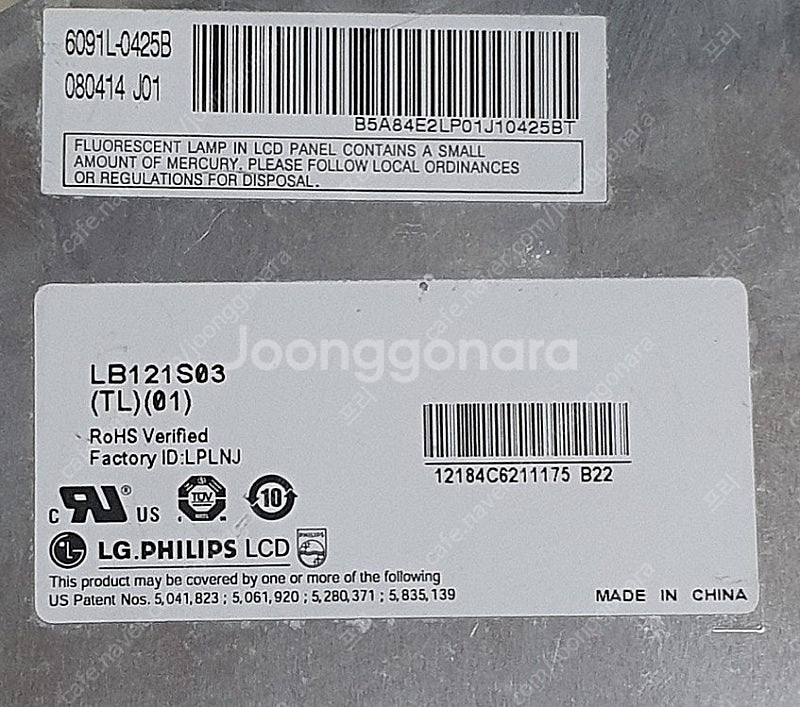 6091L-0425B
080414 J01
B5A84E2LP01J10425BT
FLUORESCENT LAMP IN LCD PANEL CONTAINS A SMALL
AMOUNT OF MERCURY. PLEASE FOLLOW LOCAL ORDINANCES
OR REGULATIONS FOR DISPOSAL.
Joonggonara
LB121S03
(TL)(01)
RoHS Verified
Factory ID:LPLNJ
12184C6211175 B22
c RU ® US
TÜV
10
LG.PHILIPS LCD
PHILIPS
This product may be covered by one or more of the following
US Patent Nos. 5,041,823 ; 5,061,920 ; 5,280,371 ; 5,835,139
MADE IN CHINA